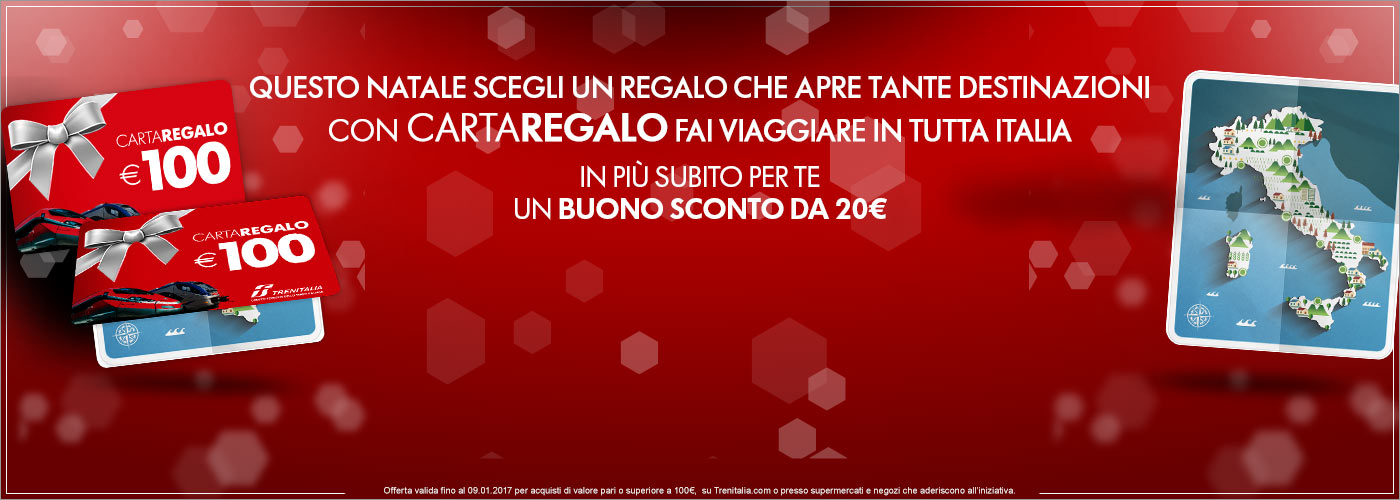 QUESTO NATALE SCEGLI UN REGALO CHE APRE TANTE DESTINAZIONI
CON CARTAREGALO FAI VIAGGIARE IN TUTTA ITALIA
IN PIÙ SUBITO PER TE
UN BUONO SCONTO DA 20€
CARTAREGALO
€100
CARTAREGALO
€100
TRENITALIA
Offerta valida fino al 09.01.2017 per acquisti di valore pari o superiore a 100€, su Trenitalia.com o presso supermercati e negozi che aderiscono all'iniziativa.